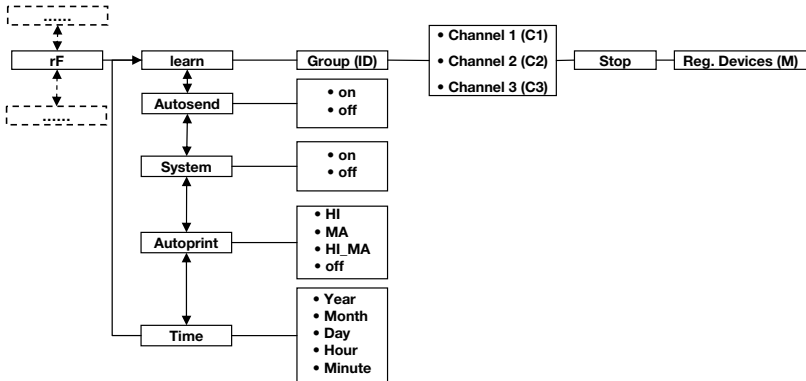 ......
rF
......
learn
Group (ID)
• Channel 1 (C1)
• Channel 2 (C2)
• Channel 3 (C3)
Stop
Reg. Devices (M)
Autosend
• on
• off
System
• on
• off
Autoprint
• HI
• MA
• HI_MA
• off
Time
• Year
• Month
• Day
• Hour
• Minute